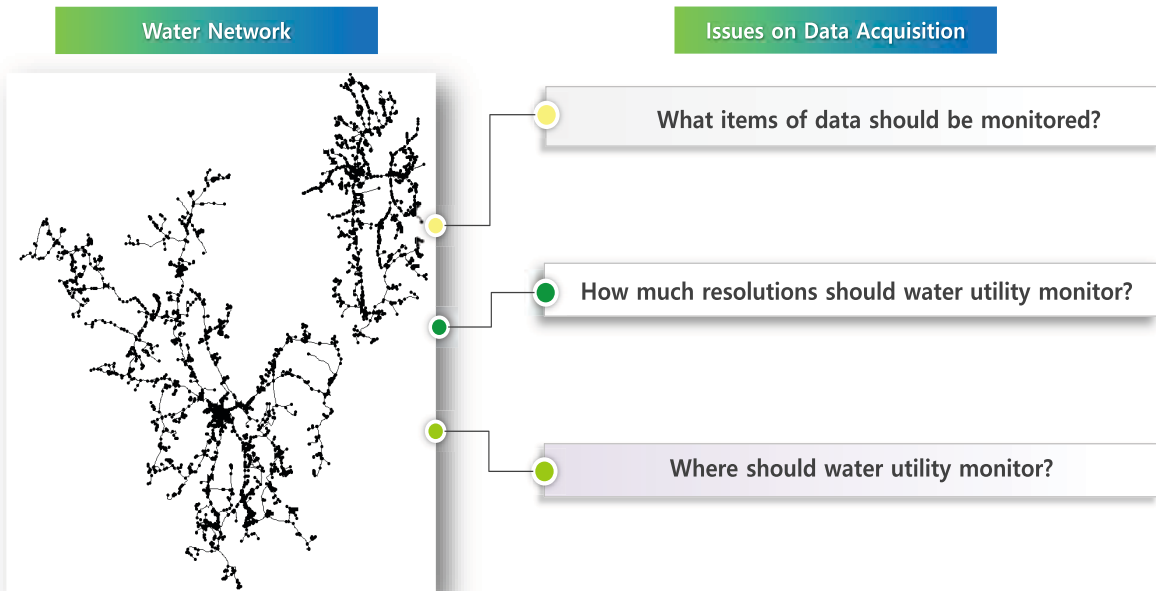 Water Network
Issues on Data Acquisition
What items of data should be monitored?
How much resolutions should water utility monitor?
Where should water utility monitor?